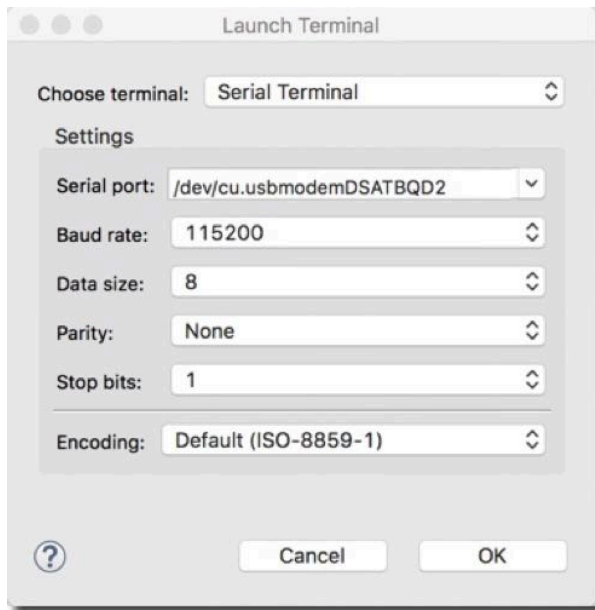 Launch Terminal
Choose terminal: Serial Terminal
Settings
Serial port: /dev/cu.usbmodemDSATBQD2
Baud rate: 115200
Data size: 8
Parity: None
Stop bits: 1
Encoding: Default (ISO-8859-1)
? Cancel OK